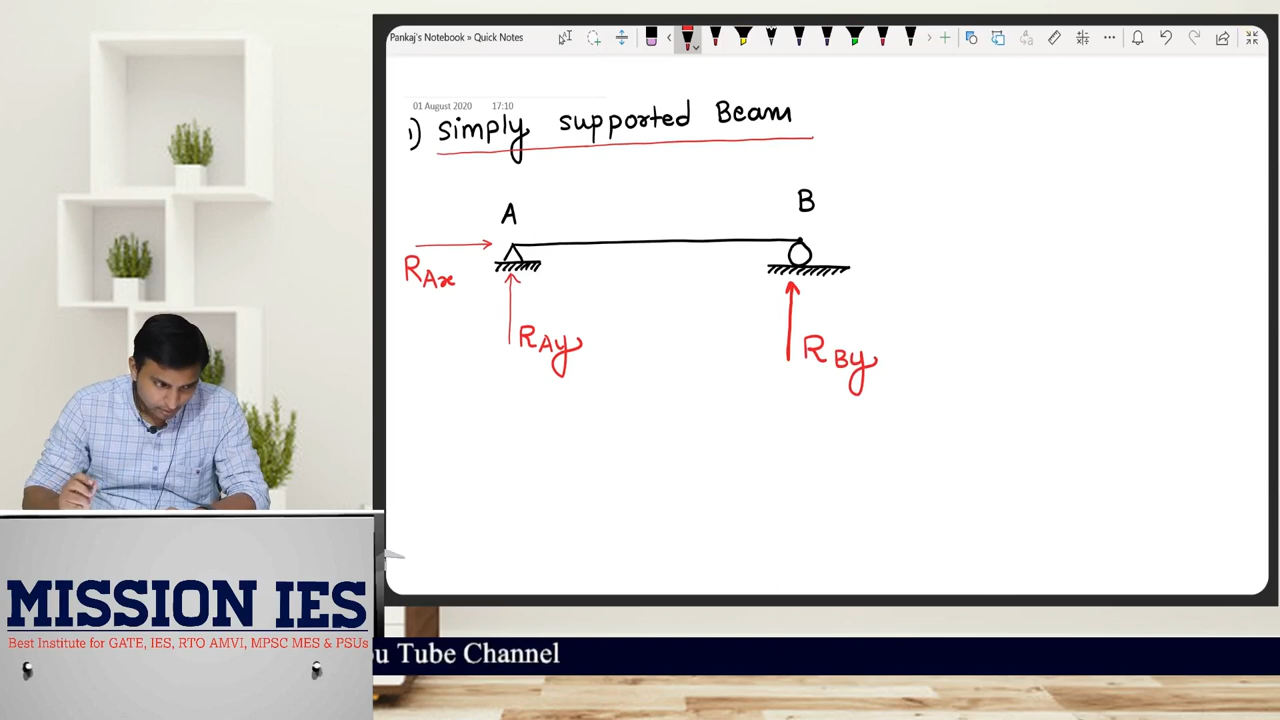 Pankaj's Notebook » Quick Notes
01 August 2020 17:10
1) simply supported Beam
A
B
RAx
RAy
RBy
MISSION IES
Best Institute for GATE, IES, RTO AMVI, MPSC MES & PSUs
ou Tube Channel